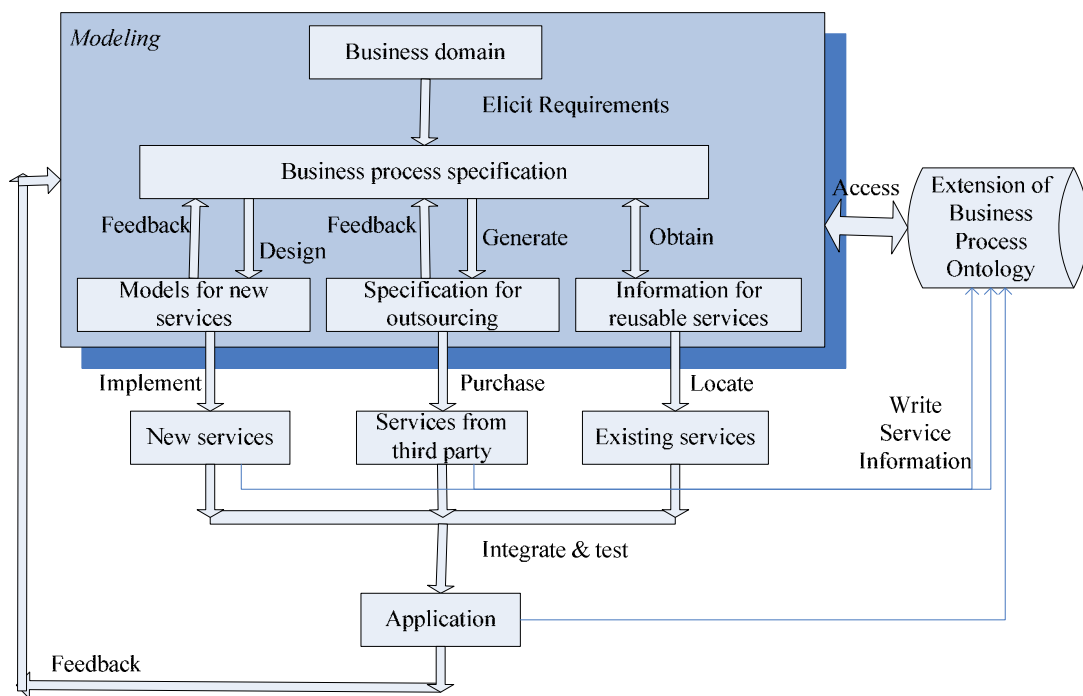 Modeling
Business domain
Elicit Requirements
Business process specification
Feedback
Design
Feedback
Generate
Obtain
Models for new
services
Specification for
outsourcing
Information for
reusable services
Access
Extension of
Business
Process
Ontology
Implement
Purchase
Locate
New services
Services from
third party
Existing services
Write
Service
Information
Integrate & test
Application
Feedback